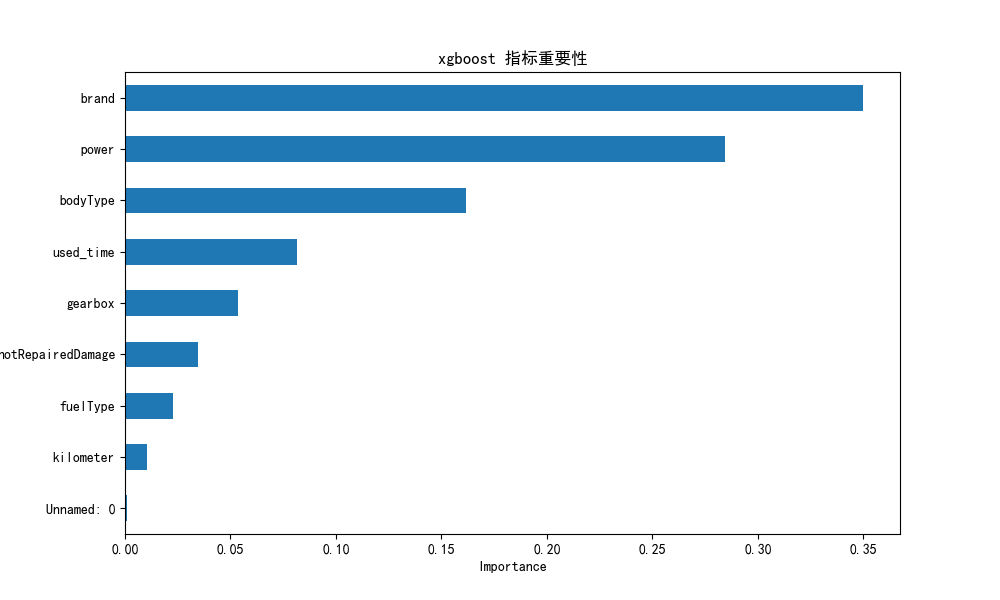 xgboost 指标重要性
brand
power
bodyType
used_time
gearbox
notRepairedDamage
fuelType
kilometer
Unnamed: 0
0.00 0.05 0.10 0.15 0.20 0.25 0.30 0.35
Importance